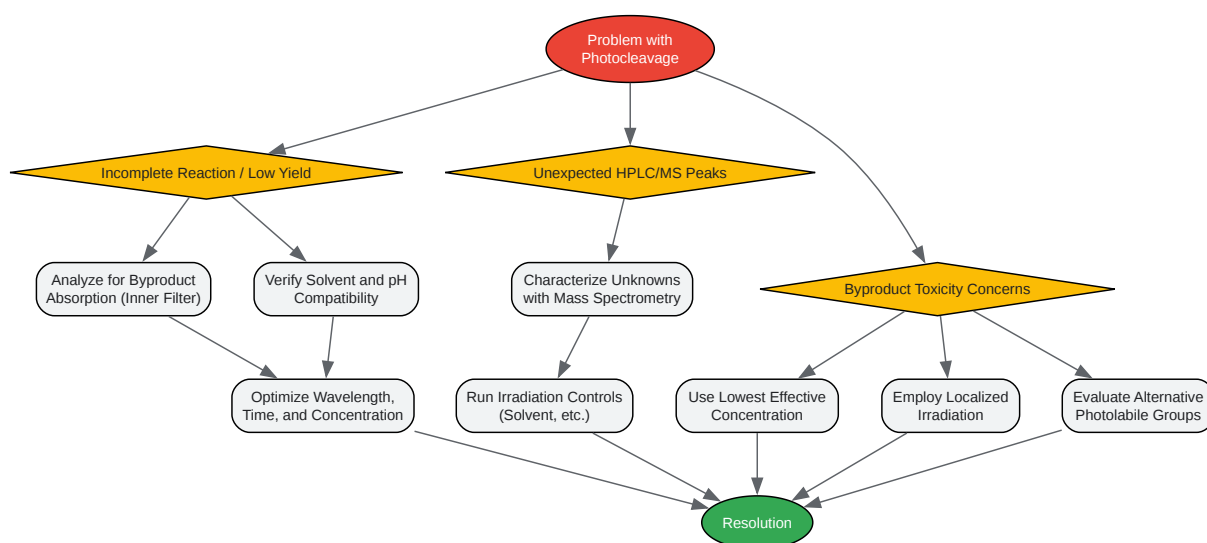 Problem with
Photocleavage
Incomplete Reaction / Low Yield
Unexpected HPLC/MS Peaks
Analyze for Byproduct
Absorption (Inner Filter)
Verify Solvent and pH
Compatibility
Characterize Unknowns
with Mass Spectrometry
Byproduct Toxicity Concerns
Optimize Wavelength,
Time, and Concentration
Run Irradiation Controls
(Solvent, etc.)
Use Lowest Effective
Concentration
Employ Localized
Irradiation
Evaluate Alternative
Photolabile Groups
Resolution